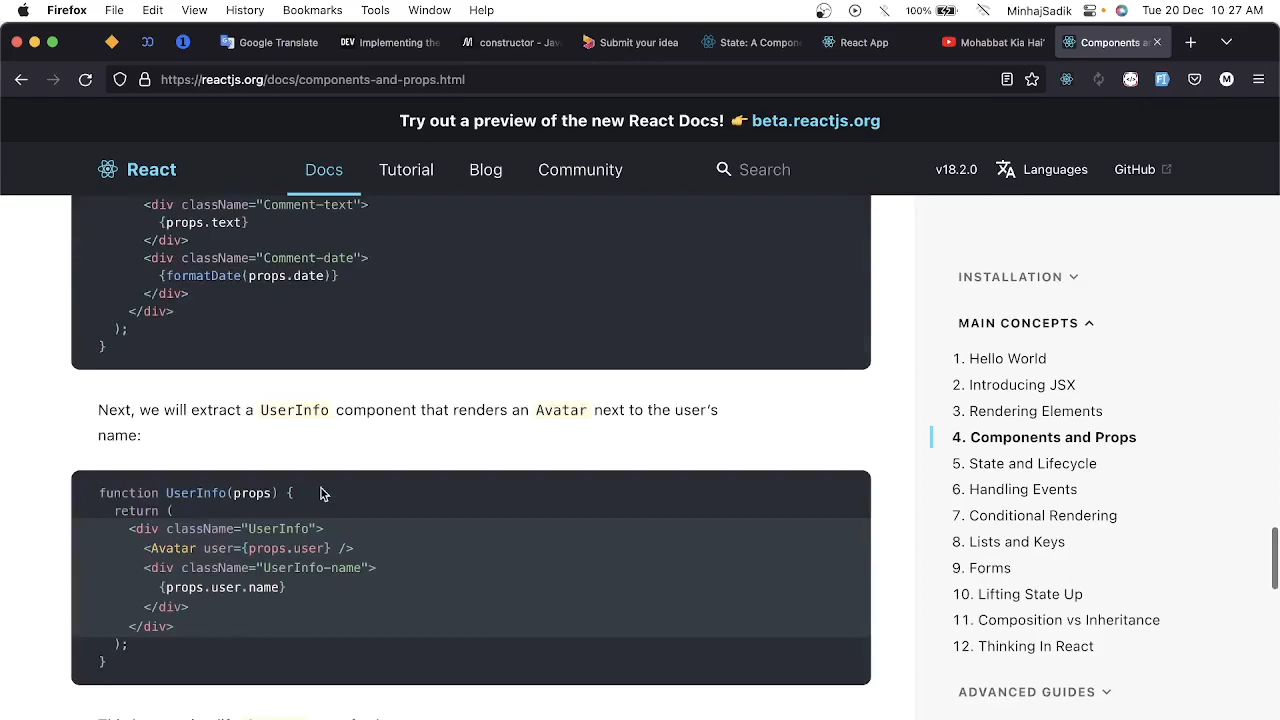 Firefox File Edit View History Bookmarks Tools Window Help 100% MinhajSadik Tue 20 Dec 10:27 AM
Google Translate DEV Implementing the constructor - Jav Submit your idea State: A Compon React App Mohabbat Kia Hai' Components a
https://reactjs.org/docs/components-and-props.html
Try out a preview of the new React Docs! 👉 beta.reactjs.org
React Docs Tutorial Blog Community Search v18.2.0 Languages GitHub
<div className="Comment-text">
{props.text}
</div>
<div className="Comment-date">
{formatDate(props.date)}
</div>
</div>
);
}
Next, we will extract a UserInfo component that renders an Avatar next to the user's
name:
function UserInfo(props) {
return (
<div className="UserInfo">
<Avatar user={props.user} />
<div className="UserInfo-name">
{props.user.name}
</div>
</div>
);
}
INSTALLATION
MAIN CONCEPTS
1. Hello World
2. Introducing JSX
3. Rendering Elements
4. Components and Props
5. State and Lifecycle
6. Handling Events
7. Conditional Rendering
8. Lists and Keys
9. Forms
10. Lifting State Up
11. Composition vs Inheritance
12. Thinking In React
ADVANCED GUIDES